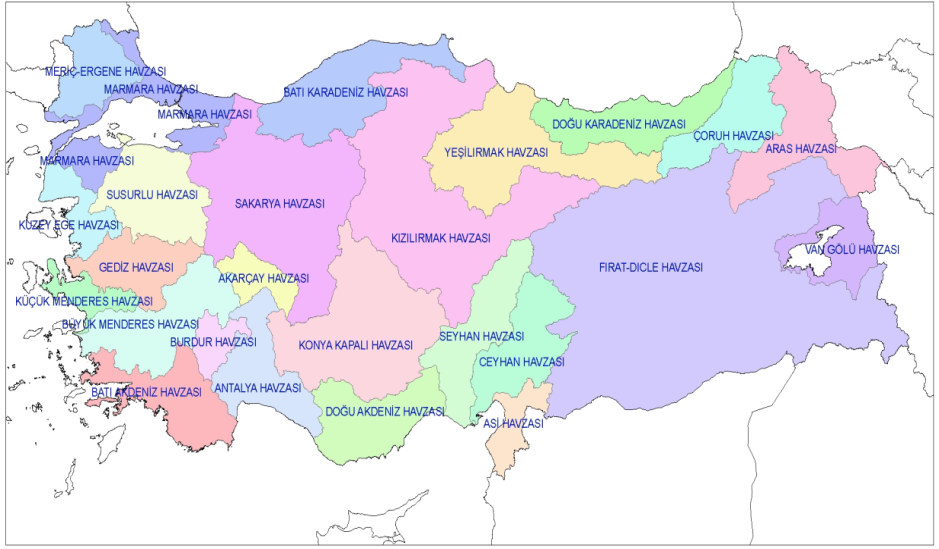 MERİÇ-ERGENE HAVZASI
MARMARA HAVZASI
BATI KARADENİZ HAVZASI
MARMARA HAVZASI
DOĞU KARADENİZ HAVZASI
ÇORUH HAVZASI
ARAS HAVZASI
YEŞİLIRMAK HAVZASI
MARMARA HAVZASI
SUSURLU HAVZASI
SAKARYA HAVZASI
KUZEY EGE HAVZASI
KIZILIRMAK HAVZASI
VAN GÖLÜ HAVZASI
GEDİZ HAVZASI
FIRAT-DICLE HAVZASI
AKARÇAY HAVZASI
KÜÇÜK MENDERES HAVZASI
BÜYÜK MENDERES HAVZASI
SEYHAN HAVZASI
BURDUR HAVZASI
KONYA KAPALI HAVZASI
CEYHAN HAVZASI
ANTALYA HAVZASI
BATI AKDENİZ HAVZASI
DOĞU AKDENİZ HAVZASI
ASİ HAVZASI